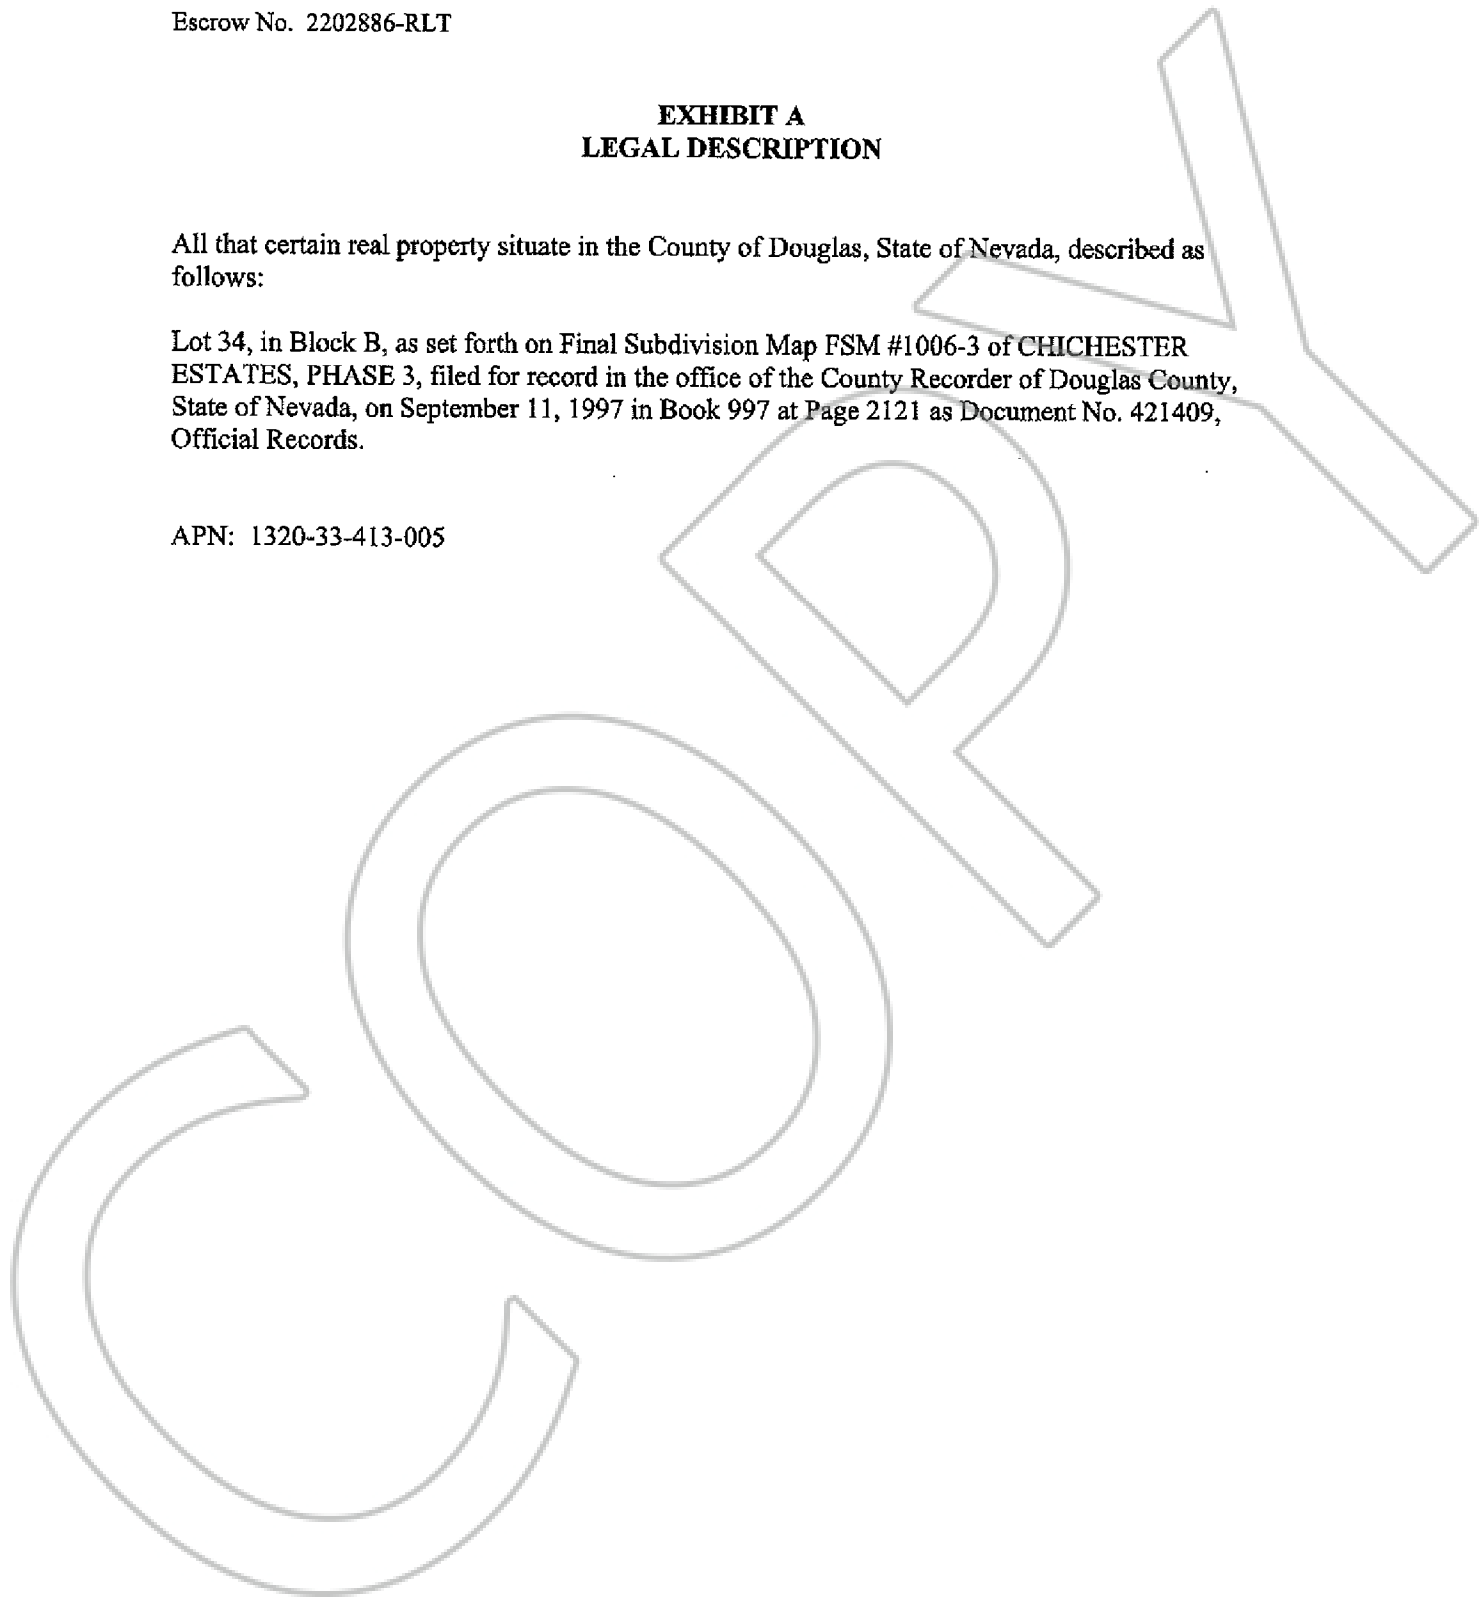 Escrow No. 2202886-RLT
EXHIBIT A
LEGAL DESCRIPTION
All that certain real property situate in the County of Douglas, State of Nevada, described as
follows:
Lot 34, in Block B, as set forth on Final Subdivision Map FSM #1006-3 of CHICHESTER
ESTATES, PHASE 3, filed for record in the office of the County Recorder of Douglas County,
State of Nevada, on September 11, 1997 in Book 997 at Page 2121 as Document No. 421409,
Official Records.
APN: 1320-33-413-005
COPY